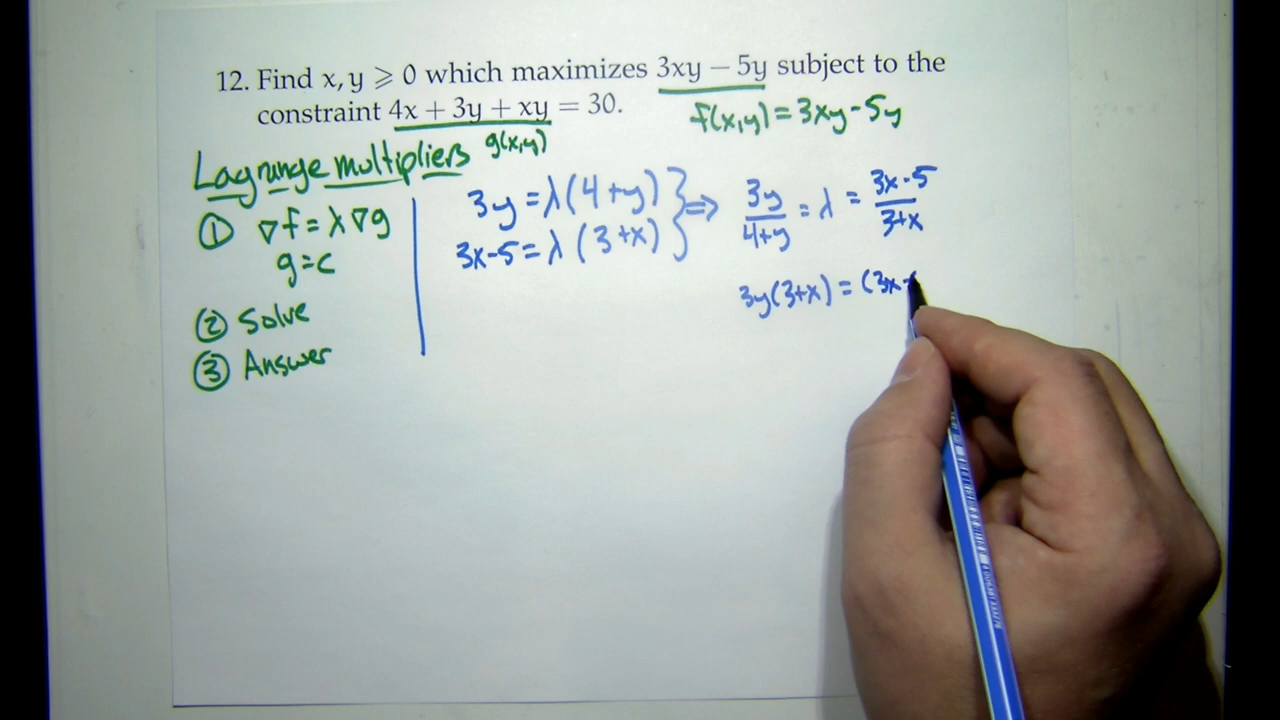 12. Find x, y ⩾ 0 which maximizes 3xy − 5y subject to the
constraint 4x + 3y + xy = 30.
f(x,y) = 3xy - 5y
g(x,y)
Lagrange multipliers
① ∇f = λ∇g
g = c
② Solve
③ Answer
3y = λ(4+y)
3x-5 = λ(3+x)
} ⇒ 3y/4+y = λ = 3x-5/3+x
3y(3+x) = (3x-